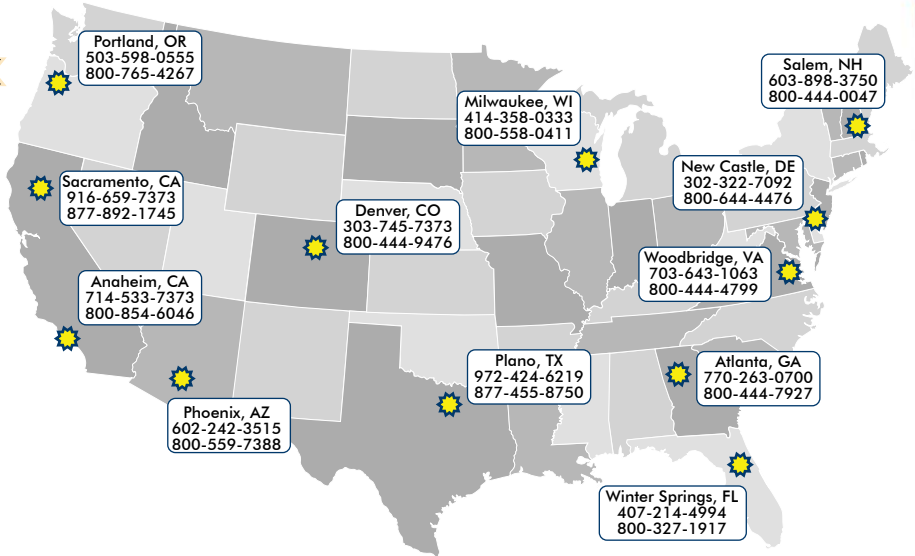 Portland, OR
503-598-0555
800-765-4267
Salem, NH
603-898-3750
800-444-0047
Milwaukee, WI
414-358-0333
800-558-0411
New Castle, DE
302-322-7092
800-644-4476
Sacramento, CA
916-659-7373
877-892-1745
Denver, CO
303-745-7373
800-444-9476
Woodbridge, VA
703-643-1063
800-444-4799
Anaheim, CA
714-533-7373
800-854-6046
Plano, TX
972-424-6219
877-455-8750
Atlanta, GA
770-263-0700
800-444-7927
Phoenix, AZ
602-242-3515
800-559-7388
Winter Springs, FL
407-214-4994
800-327-1917